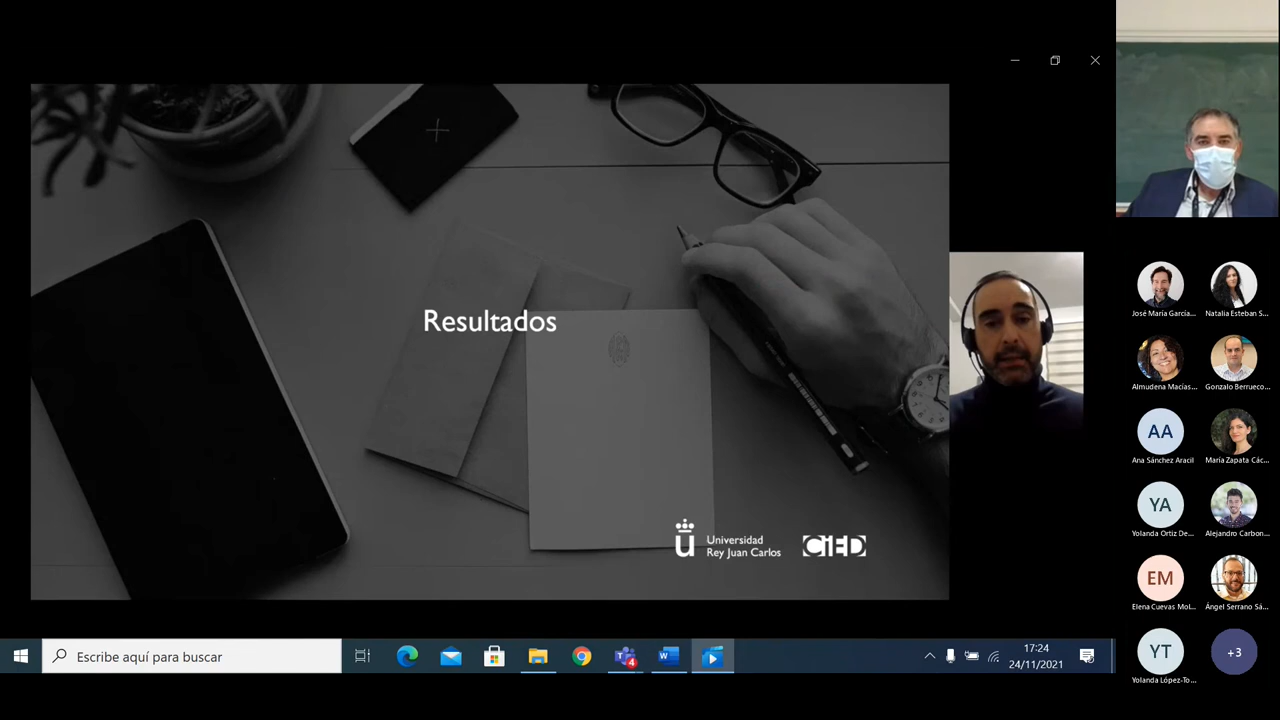 Resultados
ü
Universidad
Rey Juan Carlos
CiED
José María García...
Natalia Esteban S...
Almudena Macías...
Gonzalo Berrueco...
AA
Ana Sánchez Aracil
María Zapata Các...
YA
Yolanda Ortiz De...
Alejandro Carbon...
EM
Elena Cuevas Mol...
Ángel Serrano Sá...
YT
Yolanda López-To...
+3
Escribe aquí para buscar
4
17:24
24/11/2021